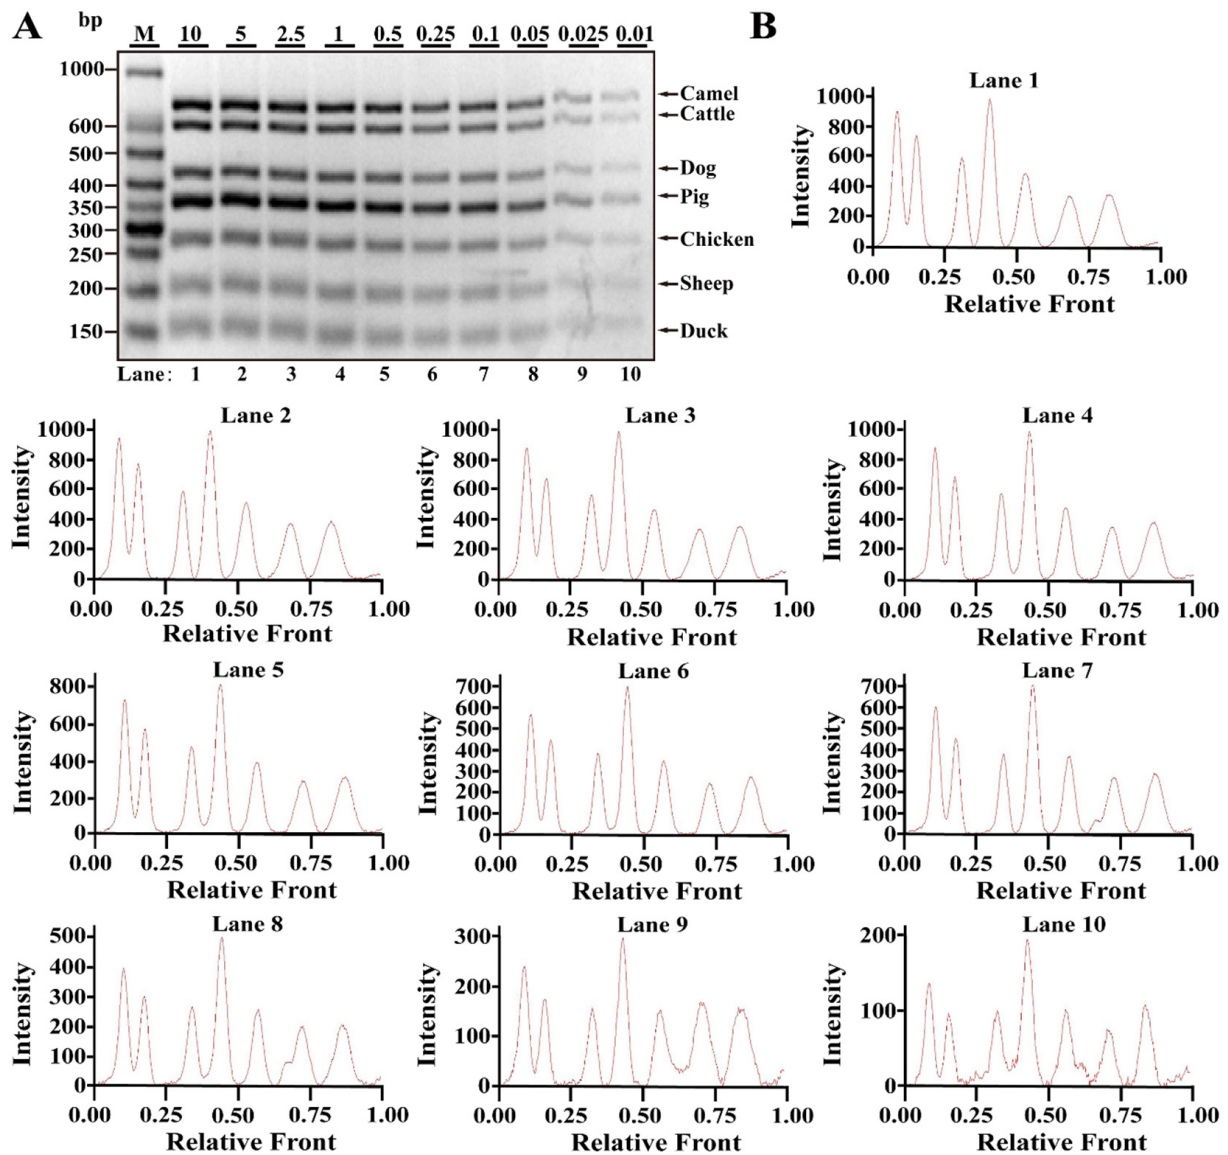 A bp M 10 5 2.5 1 0.5 0.25 0.1 0.05 0.025 0.01
1000
600
500
400
350
300
250
200
150
Camel
Cattle
Dog
Pig
Chicken
Sheep
Duck
Lane: 1 2 3 4 5 6 7 8 9 10
B
Lane 1
Intensity
1000
800
600
400
200
0
0.00 0.25 0.50 0.75 1.00
Relative Front
Lane 2
Intensity
1000
800
600
400
200
0
0.00 0.25 0.50 0.75 1.00
Relative Front
Lane 3
Intensity
1000
800
600
400
200
0
0.00 0.25 0.50 0.75 1.00
Relative Front
Lane 4
Intensity
1000
800
600
400
200
0
0.00 0.25 0.50 0.75 1.00
Relative Front
Lane 5
Intensity
800
600
400
200
0
0.00 0.25 0.50 0.75 1.00
Relative Front
Lane 6
Intensity
700
600
500
400
300
200
100
0
0.00 0.25 0.50 0.75 1.00
Relative Front
Lane 7
Intensity
700
600
500
400
300
200
100
0
0.00 0.25 0.50 0.75 1.00
Relative Front
Lane 8
Intensity
500
400
300
200
100
0
0.00 0.25 0.50 0.75 1.00
Relative Front
Lane 9
Intensity
300
200
100
0
0.00 0.25 0.50 0.75 1.00
Relative Front
Lane 10
Intensity
200
100
0
0.00 0.25 0.50 0.75 1.00
Relative Front